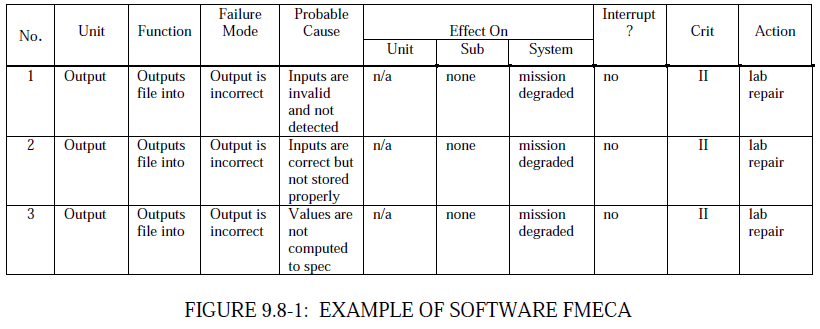 No. Unit Function Failure Mode Probable Cause Effect On Interrupt ? Crit Action
Unit Sub System
1 Output Outputs file into Output is incorrect Inputs are invalid and not detected n/a none mission degraded no II lab repair
2 Output Outputs file into Output is incorrect Inputs are correct but not stored properly n/a none mission degraded no II lab repair
3 Output Outputs file into Output is incorrect Values are not computed to spec n/a none mission degraded no II lab repair
FIGURE 9.8-1: EXAMPLE OF SOFTWARE FMECA